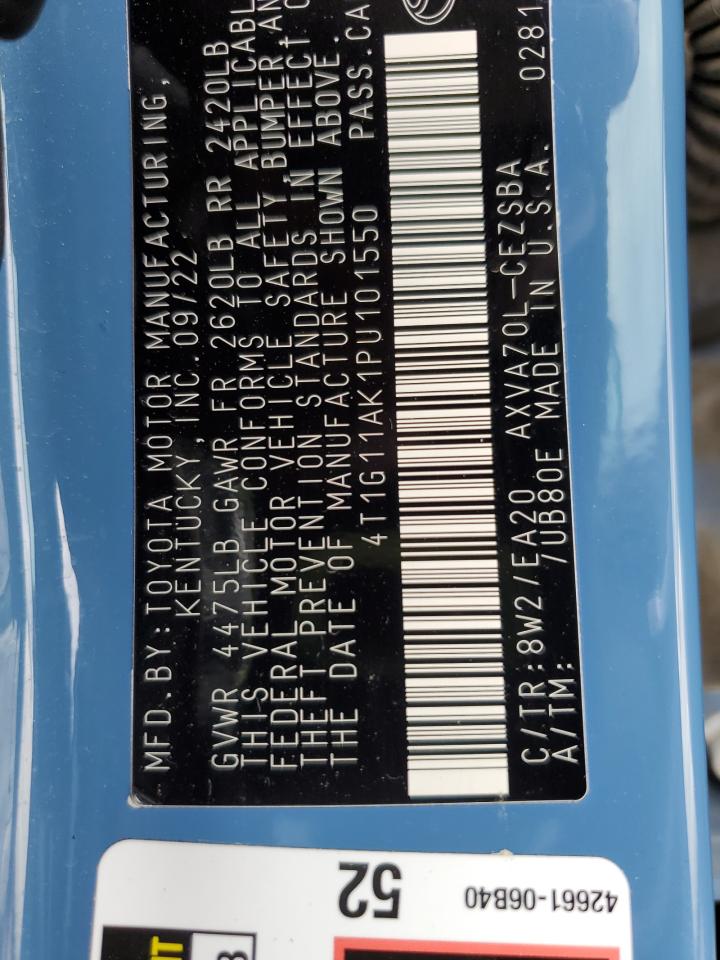 MFD.BY:TOYOTA MOTOR MANUFACTURING,
KENTUCKY,INC.09/22
GVWR 4475LB GAWR FR 2620LB RR 2420LB
THIS VEHICLE CONFORMS TO ALL APPLICABL
FEDERAL MOTOR VEHICLE SAFETY,BUMPER AN
THEFT PREVENTION STANDARDS IN EFFECT O
THE DATE OF MANUFACTURE SHOWN ABOVE.
4T1G11AK1PU101550 PASS.CA
C/TR:8W2/EA20 AXVA70L-CEZSBA 0281
A/TM: /UB80E MADE IN U.S.A.
52
42661-06B40